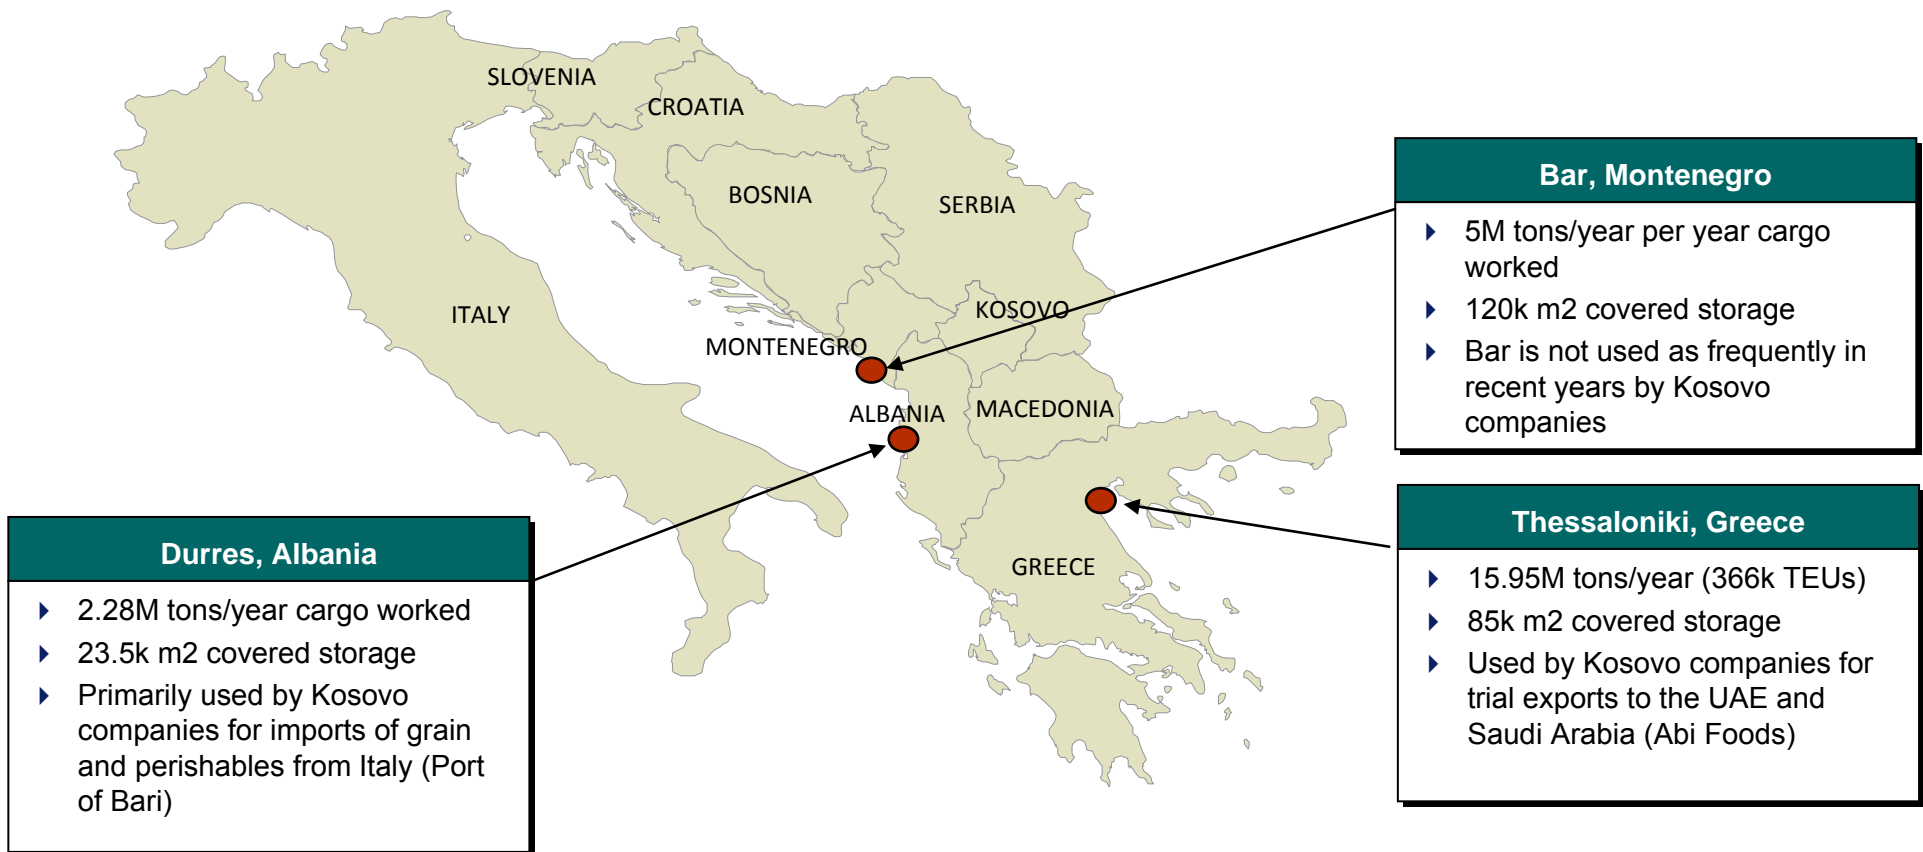 SLOVENIA
CROATIA
BOSNIA
SERBIA
ITALY
KOSOVO
MONTENEGRO
ALBANIA
MACEDONIA
GREECE
Bar, Montenegro
5M tons/year per year cargo
worked
120k m2 covered storage
Bar is not used as frequently in
recent years by Kosovo
companies
Thessaloniki, Greece
15.95M tons/year (366k TEUs)
85k m2 covered storage
Used by Kosovo companies for
trial exports to the UAE and
Saudi Arabia (Abi Foods)
Durres, Albania
2.28M tons/year cargo worked
23.5k m2 covered storage
Primarily used by Kosovo
companies for imports of grain
and perishables from Italy (Port
of Bari)